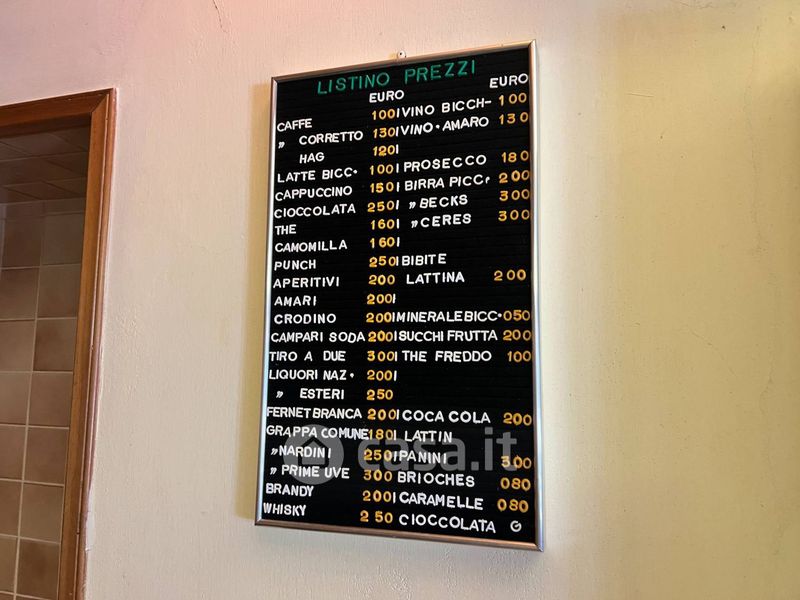 LISTINO PREZZI
EURO
CAFFE 100
〃 CORRETTO 130
HAG 120
LATTE BICC. 100
CAPPUCCINO 150
CIOCCOLATA 250
THE 160
CAMOMILLA 160
PUNCH 250
APERITIVI 200
AMARI 200
CRODINO 200
CAMPARI SODA 200
TIRO A DUE 300
LIQUORI NAZ. 200
〃 ESTERI 250
FERNET BRANCA 200
GRAPPA COMUNE 180
〃 NARDINI 250
〃 PRIME UVE 300
BRANDY 200
WHISKY 250
EURO
VINO BICCH- 100
VINO. AMARO 130
PROSECCO 180
BIRRA PICC. 200
〃 BECKS 300
〃 CERES 300
BIBITE
LATTINA 200
MINERALE BICC. 050
SUCCHI FRUTTA 200
THE FREDDO 100
COCA COLA 200
LATTIN
PANINI 300
BRIOCHES 080
CARAMELLE 080
CIOCCOLATA G
casa.it